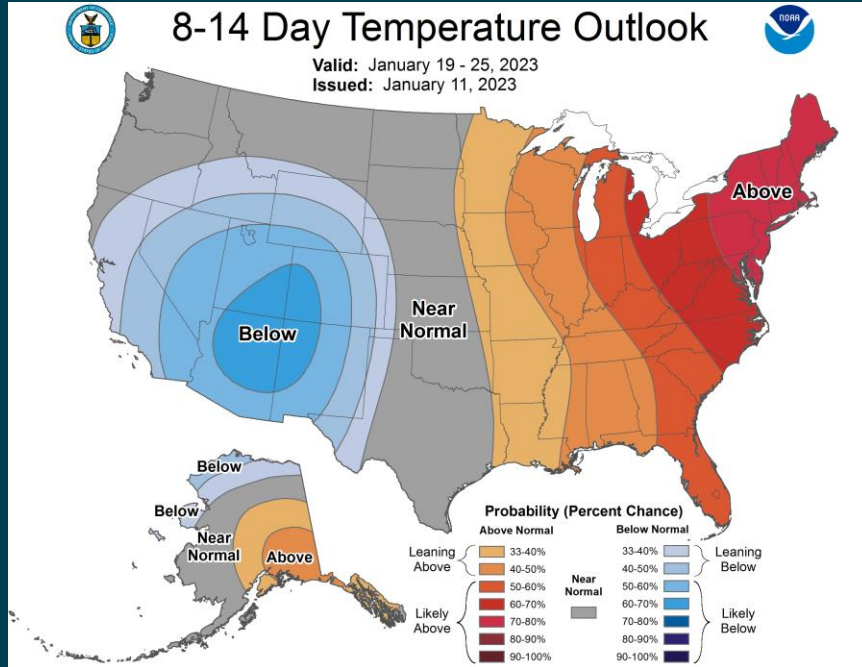 8-14 Day Temperature Outlook
NOAA
Valid: January 19 - 25, 2023
Issued: January 11, 2023
Above
Near
Normal
Below
Below
Below
Near
Normal
Above
Probability (Percent Chance)
Above Normal
Below Normal
Leaning
Above
33-40%
40-50%
Likely
Above
50-60%
60-70%
70-80%
80-90%
90-100%
Near
Normal
33-40%
40-50%
Leaning
Below
50-60%
60-70%
70-80%
80-90%
90-100%
Likely
Below